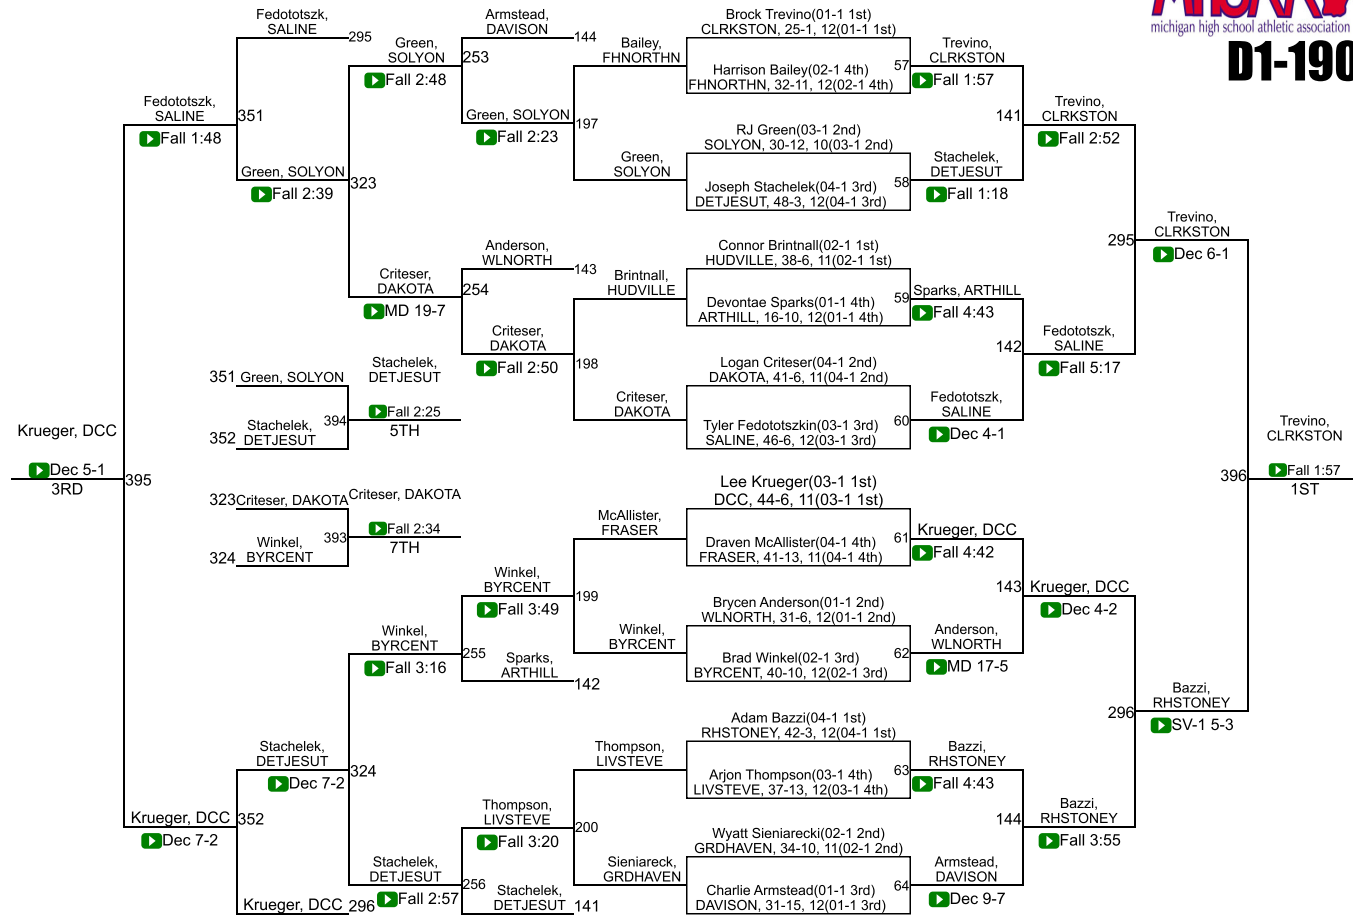 MHSAA
michigan high school athletic association
D1-190
Fedototszk,
SALINE
295
Armstead,
DAVISON
144
Green,
SOLYON
253
Fall 2:48
Bailey,
FHNORTHN
Brock Trevino(01-1 1st)
CLRKSTON, 25-1, 12(01-1 1st)
Harrison Bailey(02-1 4th)
FHNORTHN, 32-11, 12(02-1 4th)
57
Trevino,
CLRKSTON
Fall 1:57
Fedototszk,
SALINE
351
Fall 1:48
Green, SOLYON
197
Fall 2:23
141
Trevino,
CLRKSTON
Fall 2:52
RJ Green(03-1 2nd)
SOLYON, 30-12, 10(03-1 2nd)
Joseph Stachelek(04-1 3rd)
DETJESUT, 48-3, 12(04-1 3rd)
58
Green, SOLYON
323
Fall 2:39
Green,
SOLYON
Stachelek,
DETJESUT
Fall 1:18
Trevino,
CLRKSTON
295
Dec 6-1
Anderson,
WLNORTH
143
Criteser,
DAKOTA
254
MD 19-7
Brintnall,
HUDVILLE
Connor Brintnall(02-1 1st)
HUDVILLE, 38-6, 11(02-1 1st)
Devontae Sparks(01-1 4th)
ARTHILL, 16-10, 12(01-1 4th)
59
Sparks, ARTHILL
Fall 4:43
Criteser,
DAKOTA
198
Fall 2:50
142
Fedototszk,
SALINE
Fall 5:17
Logan Criteser(04-1 2nd)
DAKOTA, 41-6, 11(04-1 2nd)
Tyler Fedototszkin(03-1 3rd)
SALINE, 46-6, 12(03-1 3rd)
60
Criteser,
DAKOTA
Fedototszk,
SALINE
Dec 4-1
351
Green, SOLYON
Stachelek,
DETJESUT
352
394
Stachelek,
DETJESUT
Fall 2:25
5TH
Krueger, DCC
395
Dec 5-1
3RD
Trevino,
CLRKSTON
396
Fall 1:57
1ST
323
Criteser, DAKOTA
Winkel,
BYRCENT
324
393
Criteser, DAKOTA
Fall 2:34
7TH
McAllister,
FRASER
Lee Krueger(03-1 1st)
DCC, 44-6, 11(03-1 1st)
Draven McAllister(04-1 4th)
FRASER, 41-13, 11(04-1 4th)
61
Krueger, DCC
Fall 4:42
Winkel,
BYRCENT
199
Fall 3:49
143
Krueger, DCC
Dec 4-2
Brycen Anderson(01-1 2nd)
WLNORTH, 31-6, 12(01-1 2nd)
Brad Winkel(02-1 3rd)
BYRCENT, 40-10, 12(02-1 3rd)
62
Winkel,
BYRCENT
Anderson,
WLNORTH
MD 17-5
Winkel,
BYRCENT
255
Fall 3:16
Sparks,
ARTHILL
142
Bazzi,
RHSTONEY
296
SV-1 5-3
Adam Bazzi(04-1 1st)
RHSTONEY, 42-3, 12(04-1 1st)
Arjon Thompson(03-1 4th)
LIVSTEVE, 37-13, 12(03-1 4th)
63
Thompson,
LIVSTEVE
Bazzi,
RHSTONEY
Fall 4:43
Stachelek,
DETJESUT
324
Dec 7-2
Thompson,
LIVSTEVE
200
Fall 3:20
144
Bazzi,
RHSTONEY
Fall 3:55
Krueger, DCC
352
Dec 7-2
Wyatt Sieniarecki(02-1 2nd)
GRDHAVEN, 34-10, 11(02-1 2nd)
Charlie Armstead(01-1 3rd)
DAVISON, 31-15, 12(01-1 3rd)
64
Sieniareck,
GRDHAVEN
Armstead,
DAVISON
Dec 9-7
Stachelek,
DETJESUT
256
Fall 2:57
Stachelek,
DETJESUT
141
Krueger, DCC
296